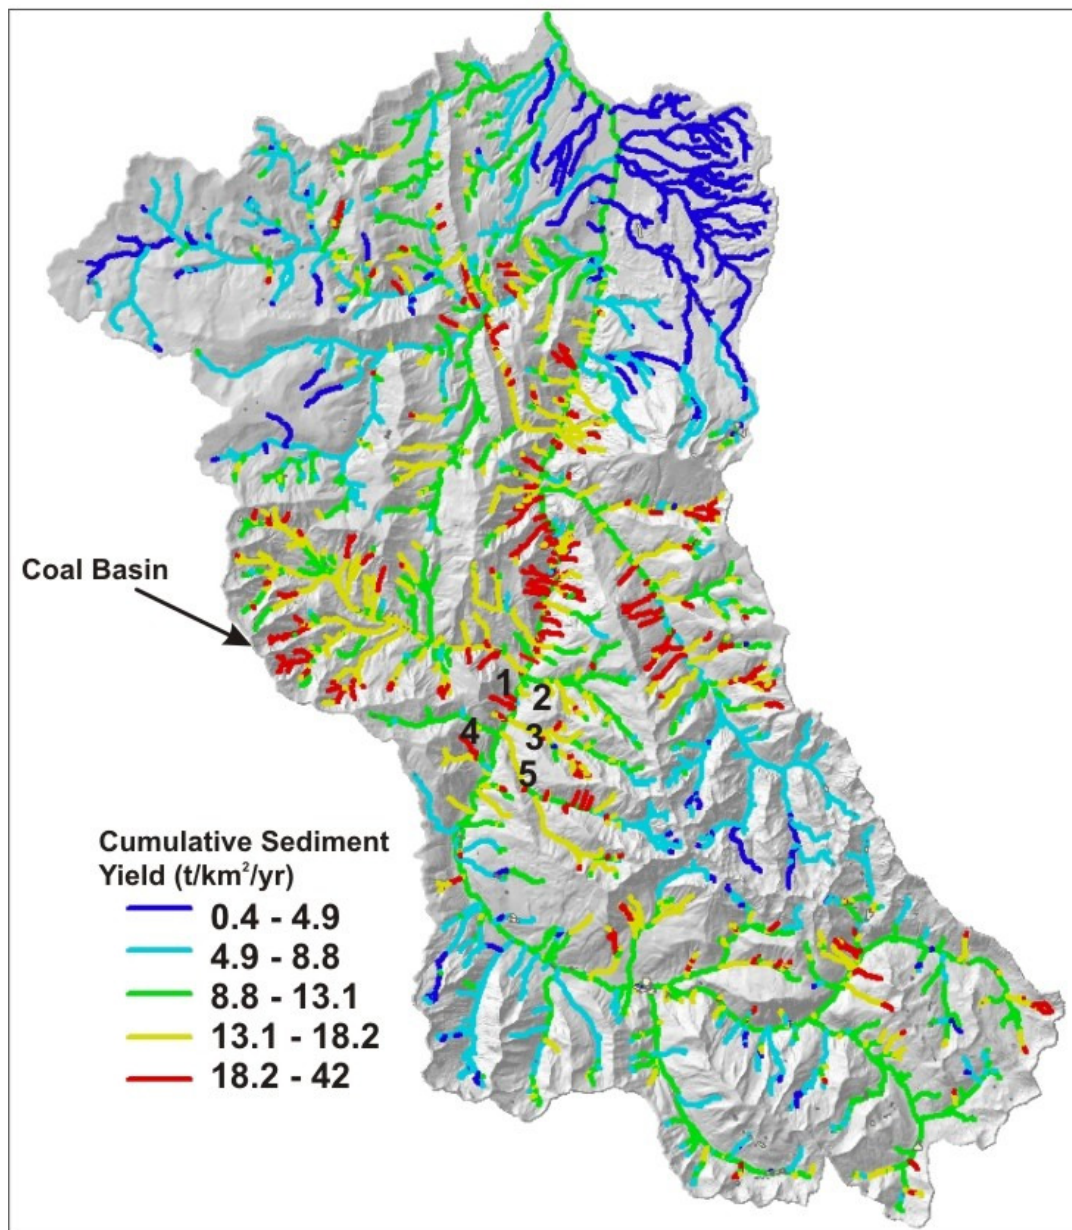 Coal Basin
1
2
3
4
5
Cumulative Sediment
Yield (t/km²/yr)
0.4 - 4.9
4.9 - 8.8
8.8 - 13.1
13.1 - 18.2
18.2 - 42